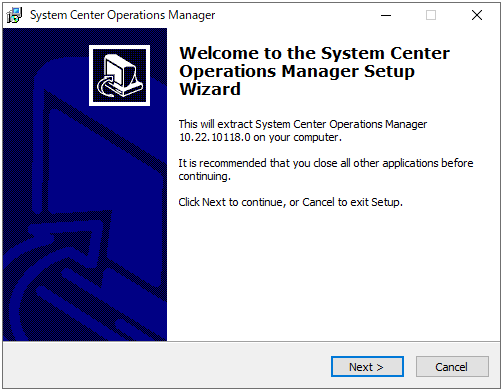 System Center Operations Manager
Welcome to the System Center
Operations Manager Setup
Wizard
This will extract System Center Operations Manager
10.22.10118.0 on your computer.
It is recommended that you close all other applications before
continuing.
Click Next to continue, or Cancel to exit Setup.
Next >
Cancel